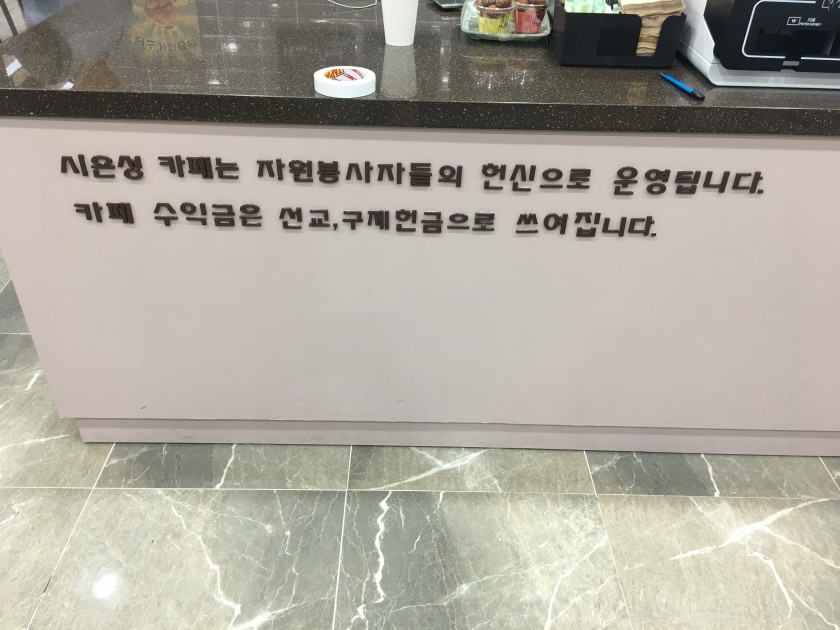 시온성 카페는 자원봉사자들의 헌신으로 운영됩니다.
카페 수익금은 선교,구제헌금으로 쓰여집니다.